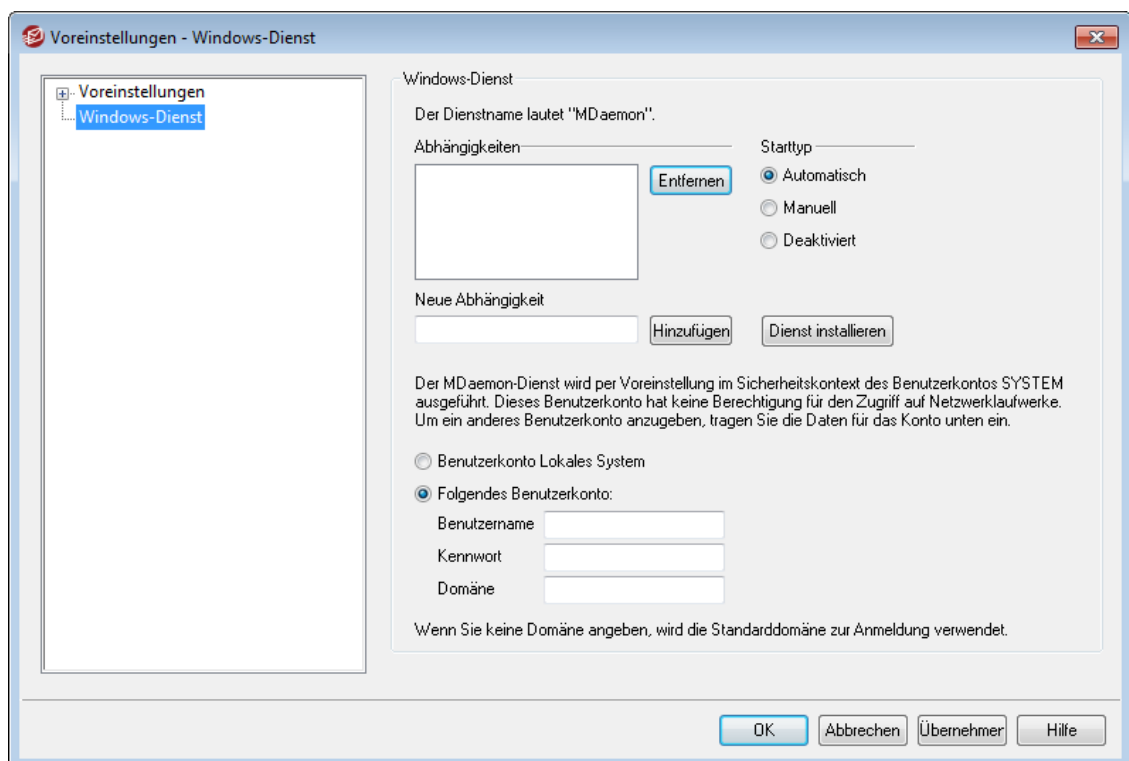 Voreinstellungen - Windows-Dienst
Voreinstellungen
Windows-Dienst
Windows-Dienst
Der Dienstname lautet "MDaemon".
Abhängigkeiten
Entfernen
Starttyp
Automatisch
Manuell
Deaktiviert
Neue Abhängigkeit
Hinzufügen
Dienst installieren
Der MDaemon-Dienst wird per Voreinstellung im Sicherheitskontext des Benutzerkontos SYSTEM
ausgeführt. Dieses Benutzerkonto hat keine Berechtigung für den Zugriff auf Netzwerklaufwerke.
Um ein anderes Benutzerkonto anzugeben, tragen Sie die Daten für das Konto unten ein.
Benutzerkonto Lokales System
Folgendes Benutzerkonto:
Benutzername
Kennwort
Domäne
Wenn Sie keine Domäne angeben, wird die Standarddomäne zur Anmeldung verwendet.
OK
Abbrechen
Übernehmer
Hilfe